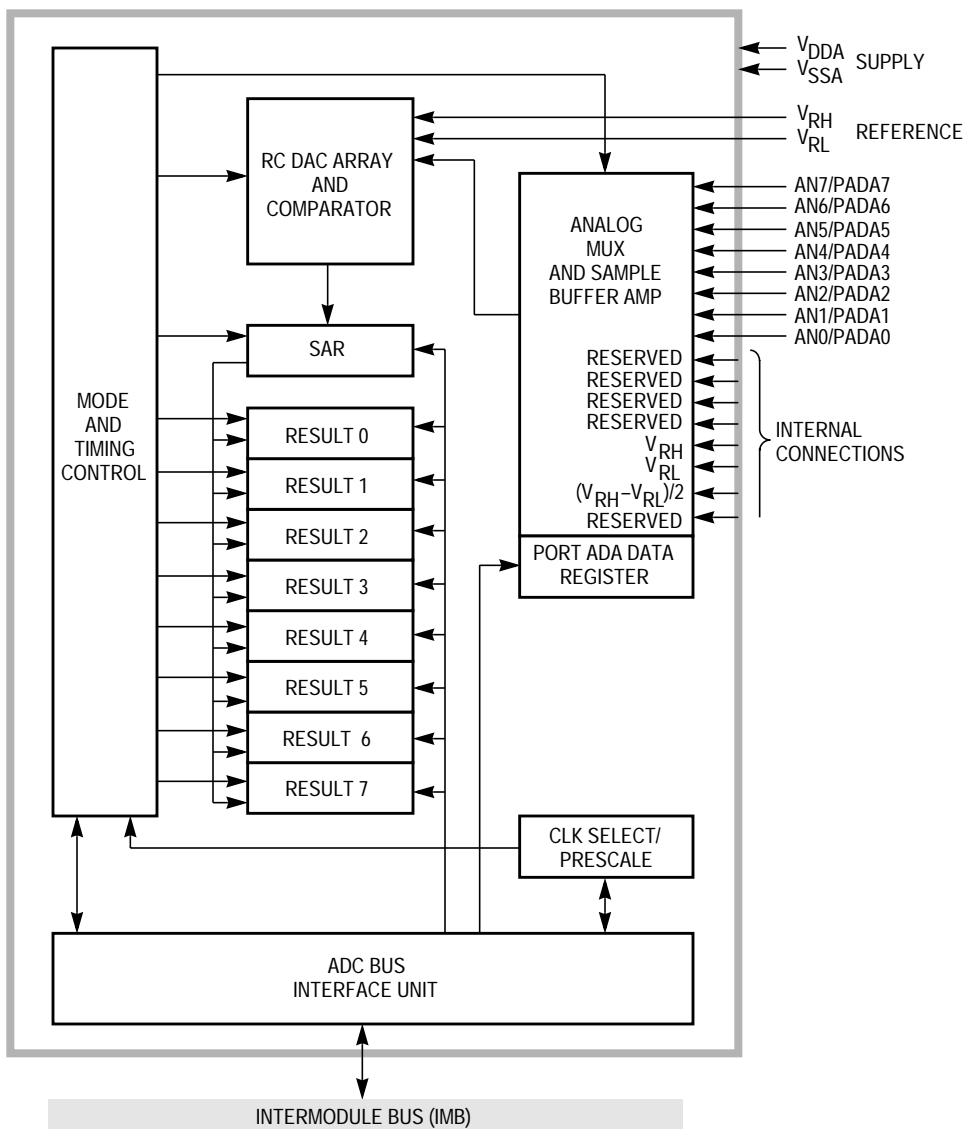 VDDA
VSSA
SUPPLY
VRH
VRL
REFERENCE
RC DAC ARRAY
AND
COMPARATOR
ANALOG
MUX
AND SAMPLE
BUFFER AMP
AN7/PADA7
AN6/PADA6
AN5/PADA5
AN4/PADA4
AN3/PADA3
AN2/PADA2
AN1/PADA1
AN0/PADA0
RESERVED
RESERVED
RESERVED
RESERVED
VRH
VRL
(VRH–VRL)/2
RESERVED
INTERNAL
CONNECTIONS
PORT ADA DATA
REGISTER
SAR
MODE
AND
TIMING
CONTROL
RESULT 0
RESULT 1
RESULT 2
RESULT 3
RESULT 4
RESULT 5
RESULT 6
RESULT 7
CLK SELECT/
PRESCALE
ADC BUS
INTERFACE UNIT
INTERMODULE BUS (IMB)